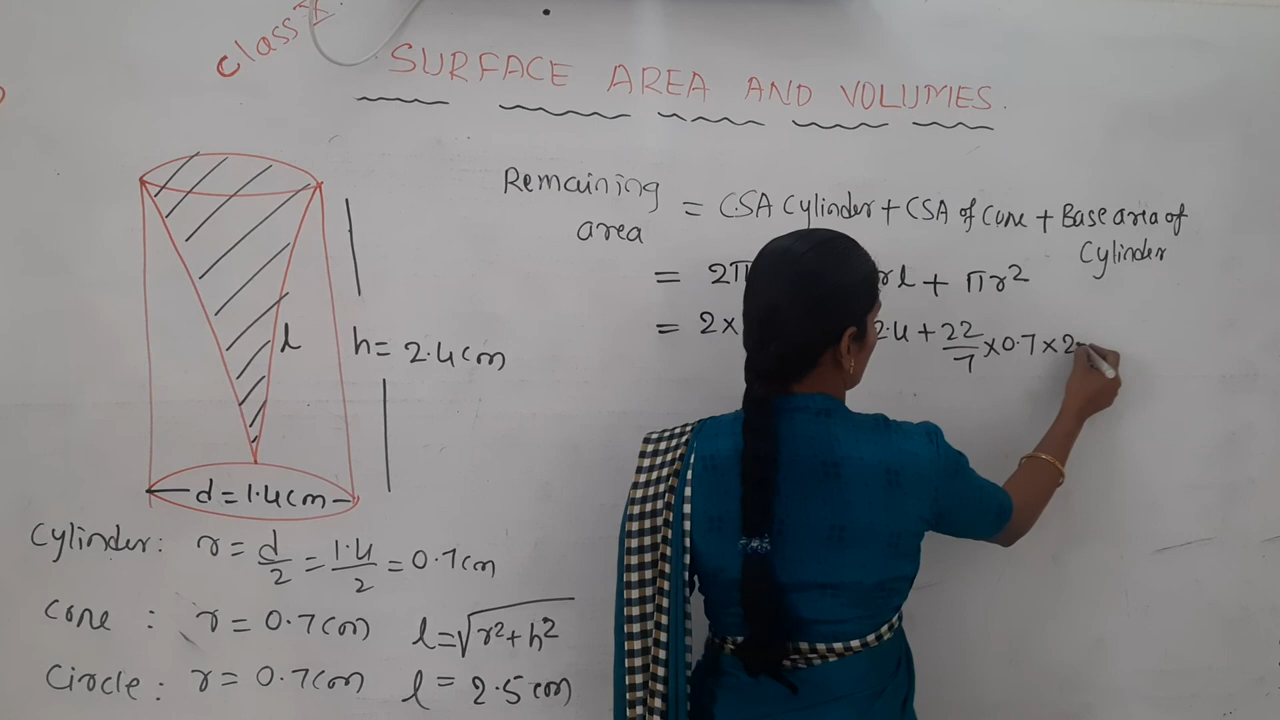 Class X
SURFACE AREA AND VOLUMES.
Remaining area = CSA Cylinder + CSA of Cone + Base area of Cylinder
= 2π rl + πr²
= 2× 2.4 + 22/7 × 0.7 × 2
l
h = 2.4cm
d = 1.4cm
Cylinder: r = d/2 = 1.4/2 = 0.7cm
Cone : r = 0.7cm l = √r²+h²
Circle : r = 0.7cm l = 2.5cm